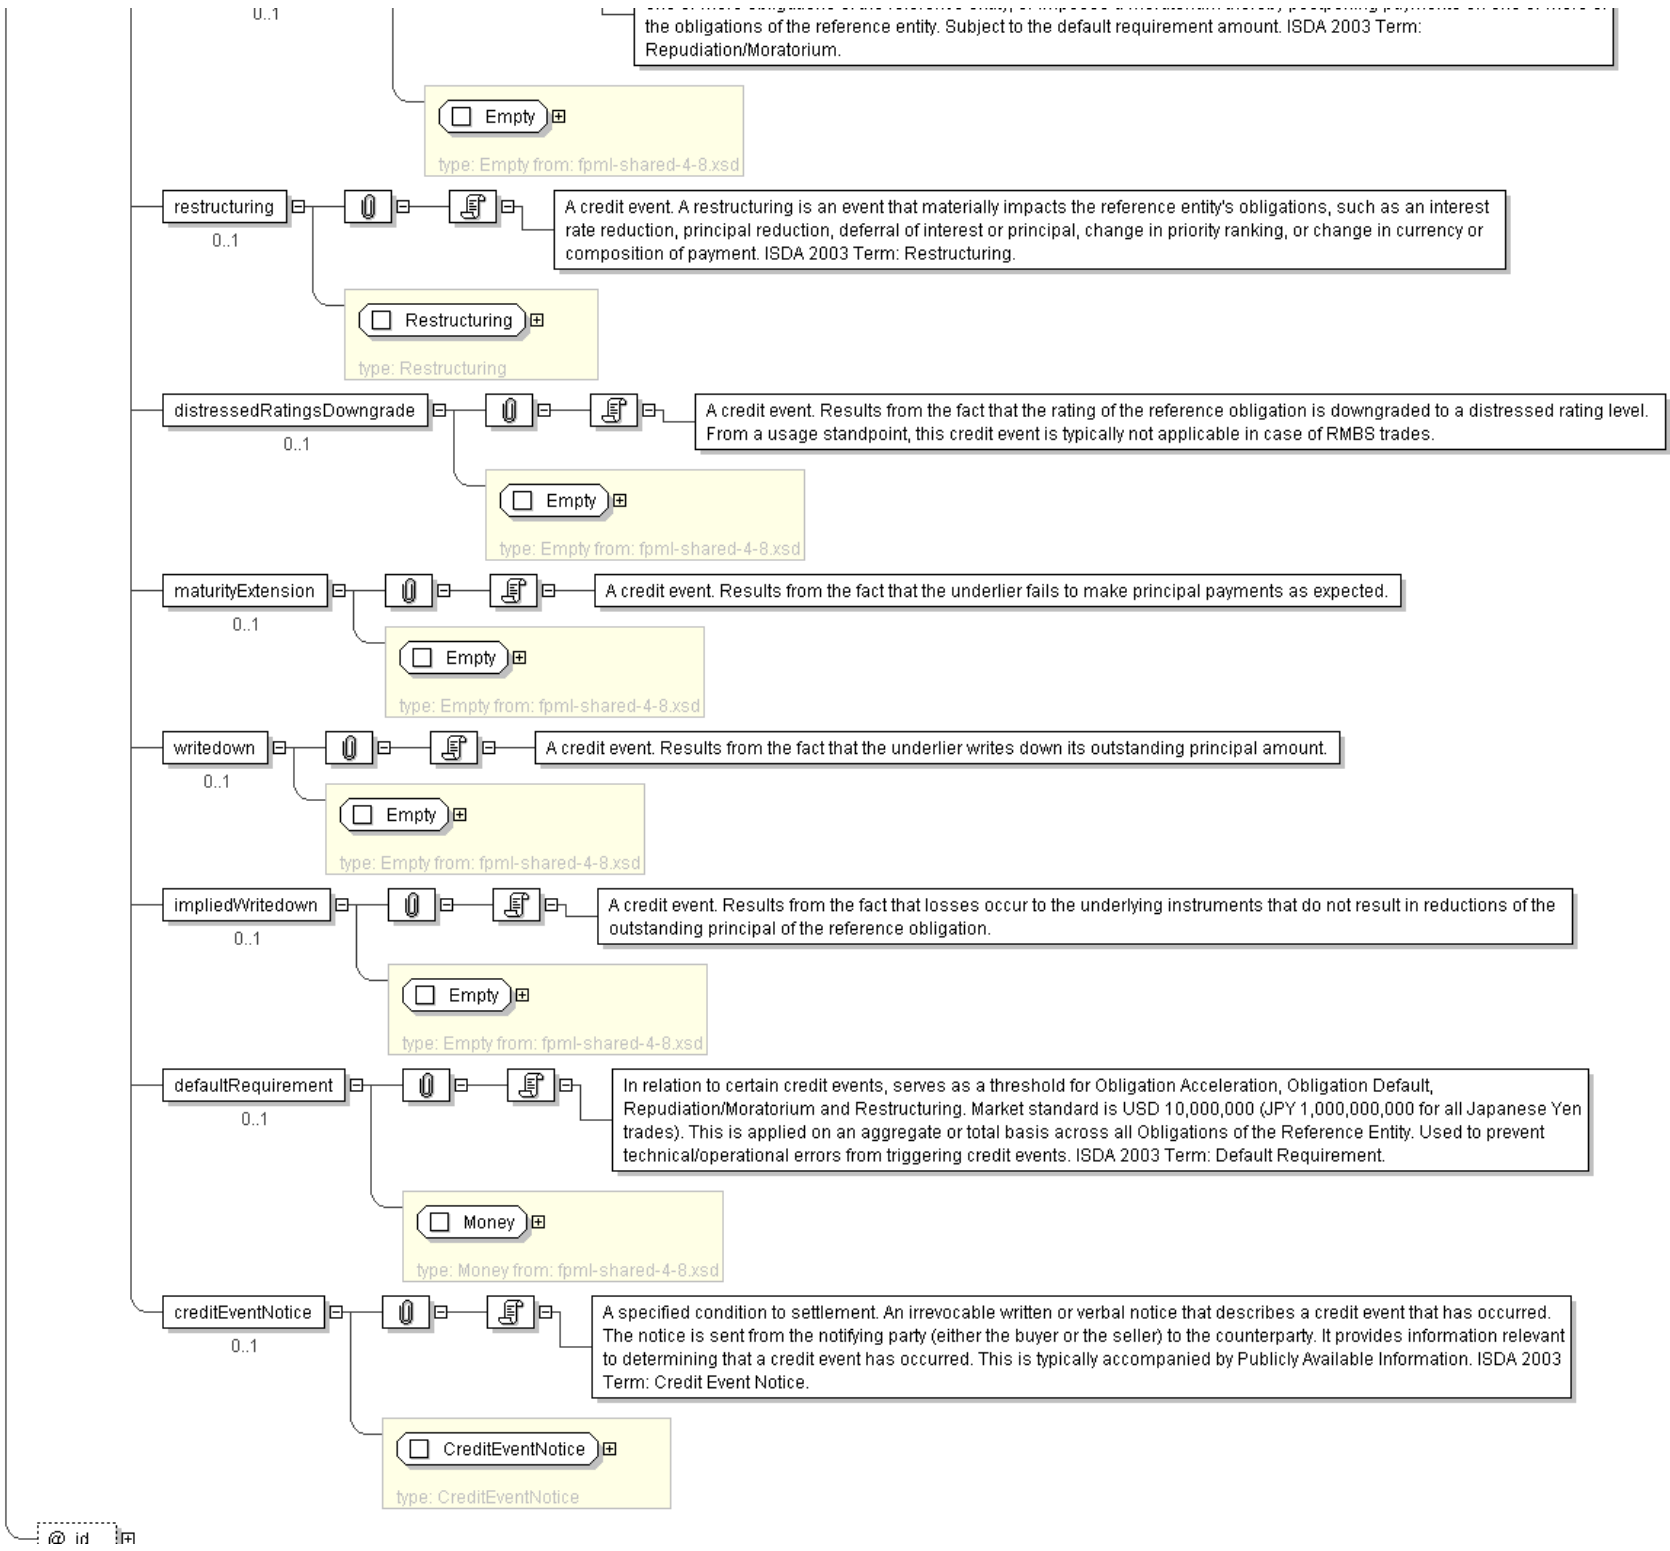 0..1
the obligations of the reference entity. Subject to the default requirement amount. ISDA 2003 Term:
Repudiation/Moratorium.
Empty
type: Empty from: fpml-shared-4-8.xsd
restructuring
0..1
A credit event. A restructuring is an event that materially impacts the reference entity's obligations, such as an interest
rate reduction, principal reduction, deferral of interest or principal, change in priority ranking, or change in currency or
composition of payment. ISDA 2003 Term: Restructuring.
Restructuring
type: Restructuring
distressedRatingsDowngrade
0..1
A credit event. Results from the fact that the rating of the reference obligation is downgraded to a distressed rating level.
From a usage standpoint, this credit event is typically not applicable in case of RMBS trades.
Empty
type: Empty from: fpml-shared-4-8.xsd
maturityExtension
0..1
A credit event. Results from the fact that the underlier fails to make principal payments as expected.
Empty
type: Empty from: fpml-shared-4-8.xsd
writedown
0..1
A credit event. Results from the fact that the underlier writes down its outstanding principal amount.
Empty
type: Empty from: fpml-shared-4-8.xsd
impliedWritedown
0..1
A credit event. Results from the fact that losses occur to the underlying instruments that do not result in reductions of the
outstanding principal of the reference obligation.
Empty
type: Empty from: fpml-shared-4-8.xsd
defaultRequirement
0..1
In relation to certain credit events, serves as a threshold for Obligation Acceleration, Obligation Default,
Repudiation/Moratorium and Restructuring. Market standard is USD 10,000,000 (JPY 1,000,000,000 for all Japanese Yen
trades). This is applied on an aggregate or total basis across all Obligations of the Reference Entity. Used to prevent
technical/operational errors from triggering credit events. ISDA 2003 Term: Default Requirement.
Money
type: Money from: fpml-shared-4-8.xsd
creditEventNotice
0..1
A specified condition to settlement. An irrevocable written or verbal notice that describes a credit event that has occurred.
The notice is sent from the notifying party (either the buyer or the seller) to the counterparty. It provides information relevant
to determining that a credit event has occurred. This is typically accompanied by Publicly Available Information. ISDA 2003
Term: Credit Event Notice.
CreditEventNotice
type: CreditEventNotice
@ id